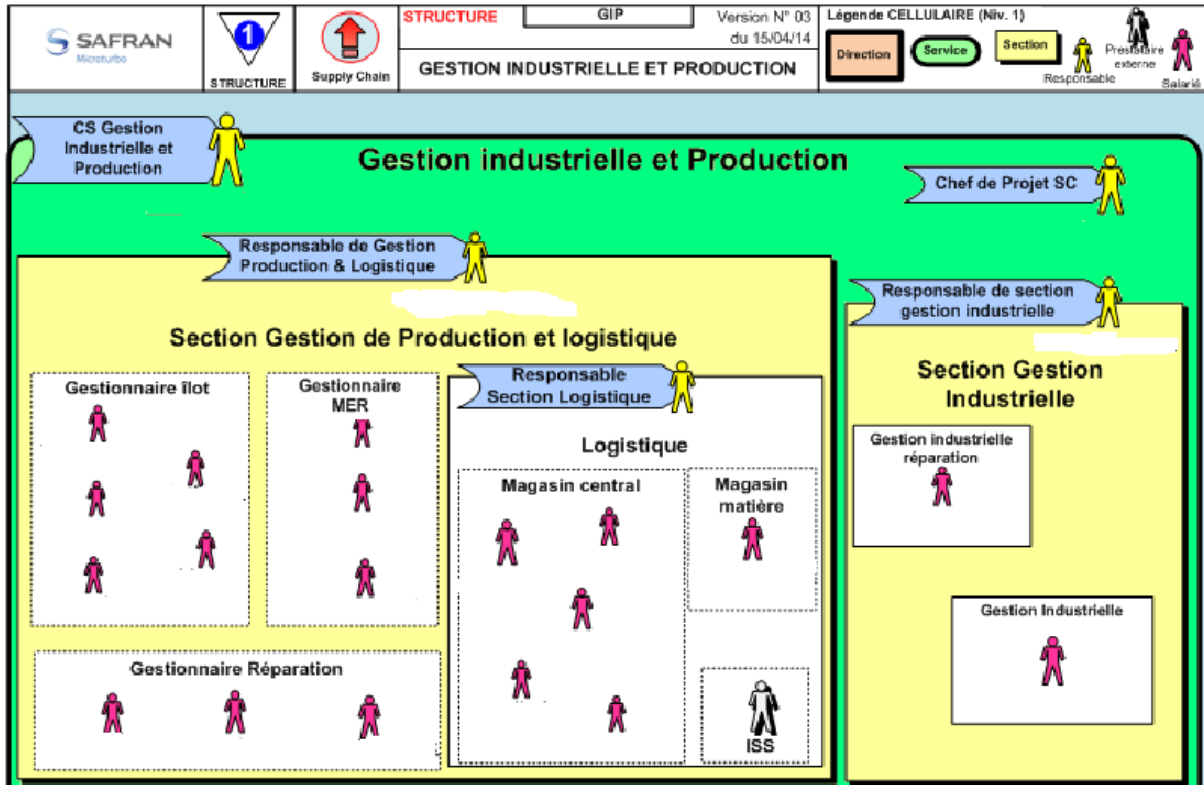 SAFRAN
Microturbo
1
STRUCTURE
Supply Chain
STRUCTURE
GIP
Version N° 03
du 15/04/14
GESTION INDUSTRIELLE ET PRODUCTION
Légende CELLULAIRE (Niv. 1)
Direction
Service
Section
Responsable
Préstataire
externe
Salarié
CS Gestion
Industrielle et
Production
Gestion industrielle et Production
Chef de Projet SC
Responsable de Gestion
Production & Logistique
Responsable de section
gestion industrielle
Section Gestion de Production et logistique
Section Gestion
Industrielle
Gestionnaire îlot
Gestionnaire
MER
Responsable
Section Logistique
Logistique
Magasin central
Magasin
matière
Gestion industrielle
réparation
Gestion Industrielle
Gestionnaire Réparation
ISS